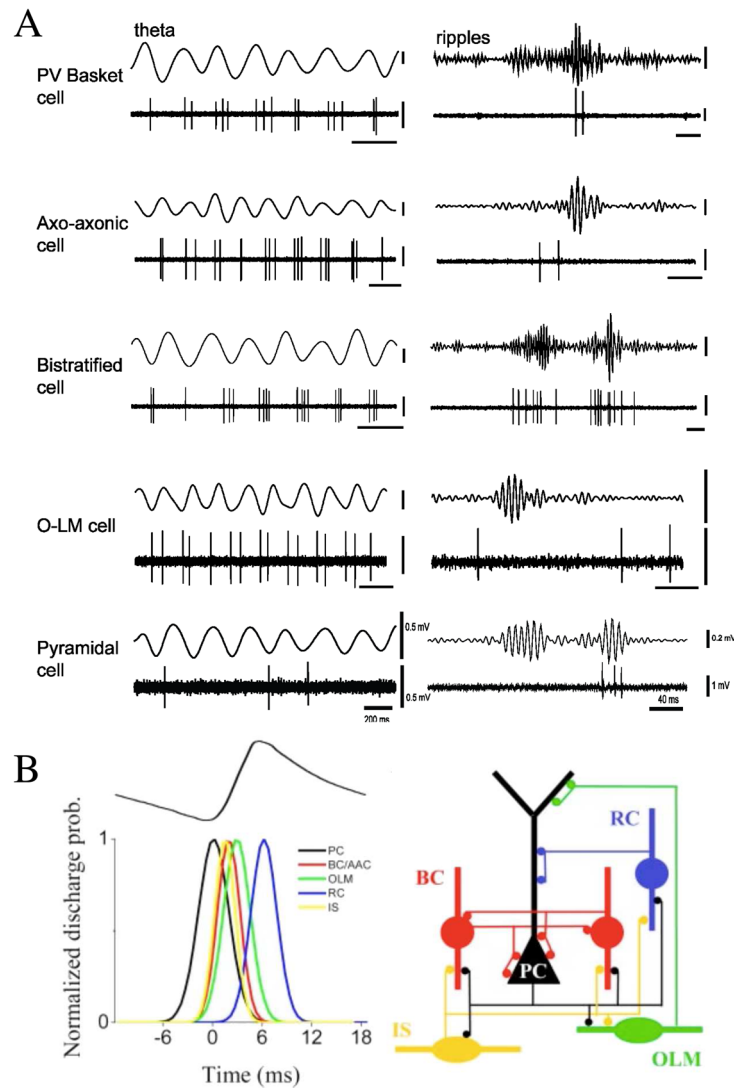 A
theta
ripples
PV Basket
cell
Axo-axonic
cell
Bistratified
cell
O-LM cell
Pyramidal
cell
0.5 mV
0.5 mV
200 ms
0.2 mV
1 mV
40 ms
B
Normalized discharge prob.
1
0
-6
0
6
12
18
Time (ms)
PC
BC/AAC
OLM
RC
IS
RC
BC
PC
IS
OLM